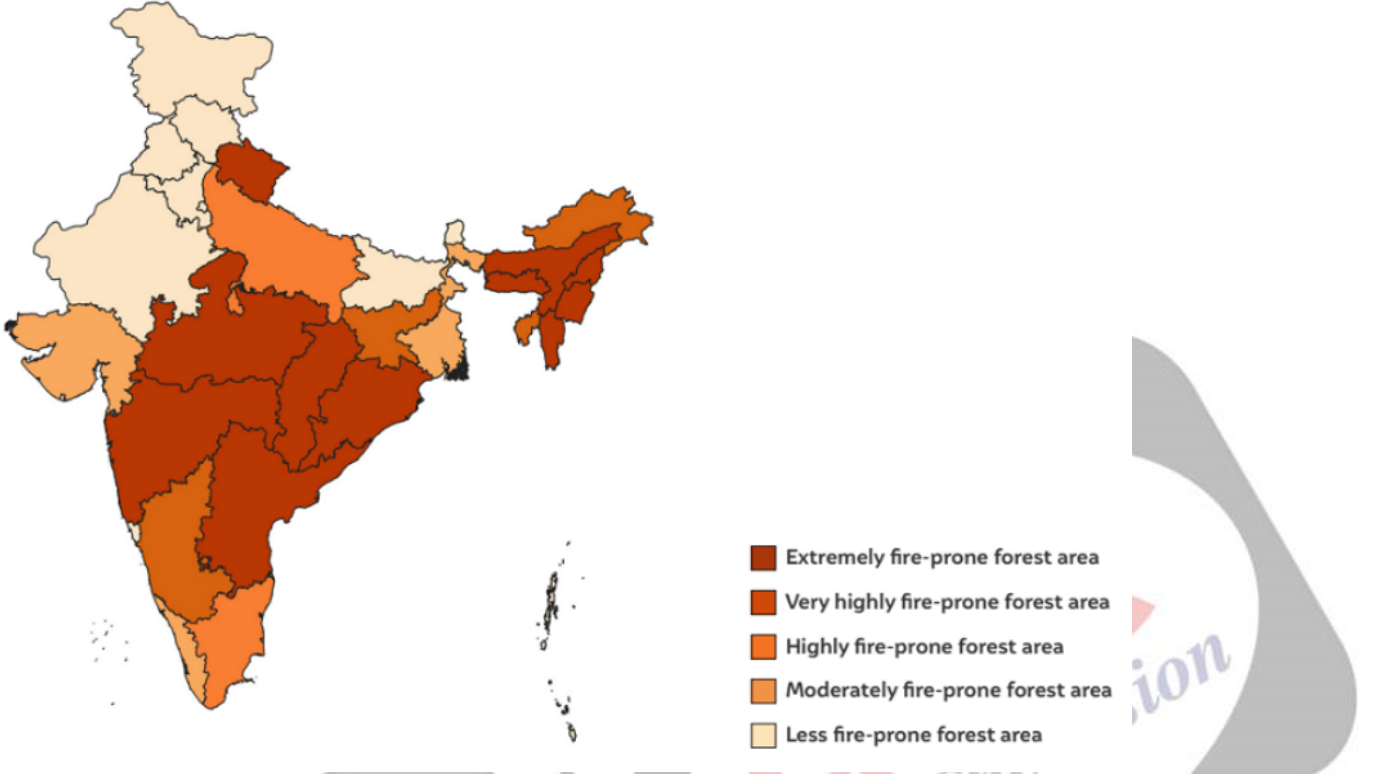 Extremely fire-prone forest area
Very highly fire-prone forest area
Highly fire-prone forest area
Moderately fire-prone forest area
Less fire-prone forest area